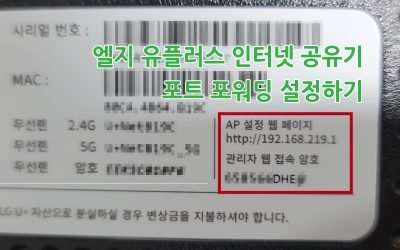 시리얼 번호 :
엘지 유플러스 인터넷 공유기
포트 포워딩 설정하기
MAC :
무선랜 2.4G U+Net819C
5G U+Net819C_5G
무선랜 암호
AP 설정 웹 페이지
http://192.168.219.1
관리자 웹 접속 암호
DHE@
LG U+ 자산으로 분실하실 경우 변상금을 지불하셔야 합니다.